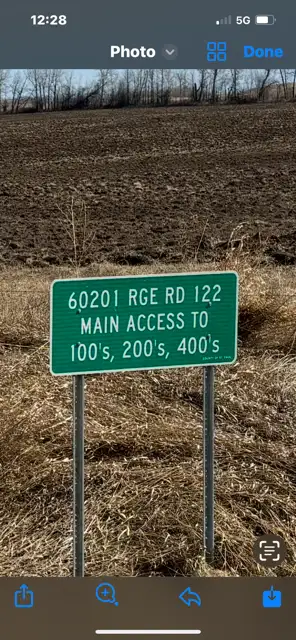 12:28
5G
Photo
Done
60201 RGE RD 122
MAIN ACCESS TO
100's, 200's, 400's